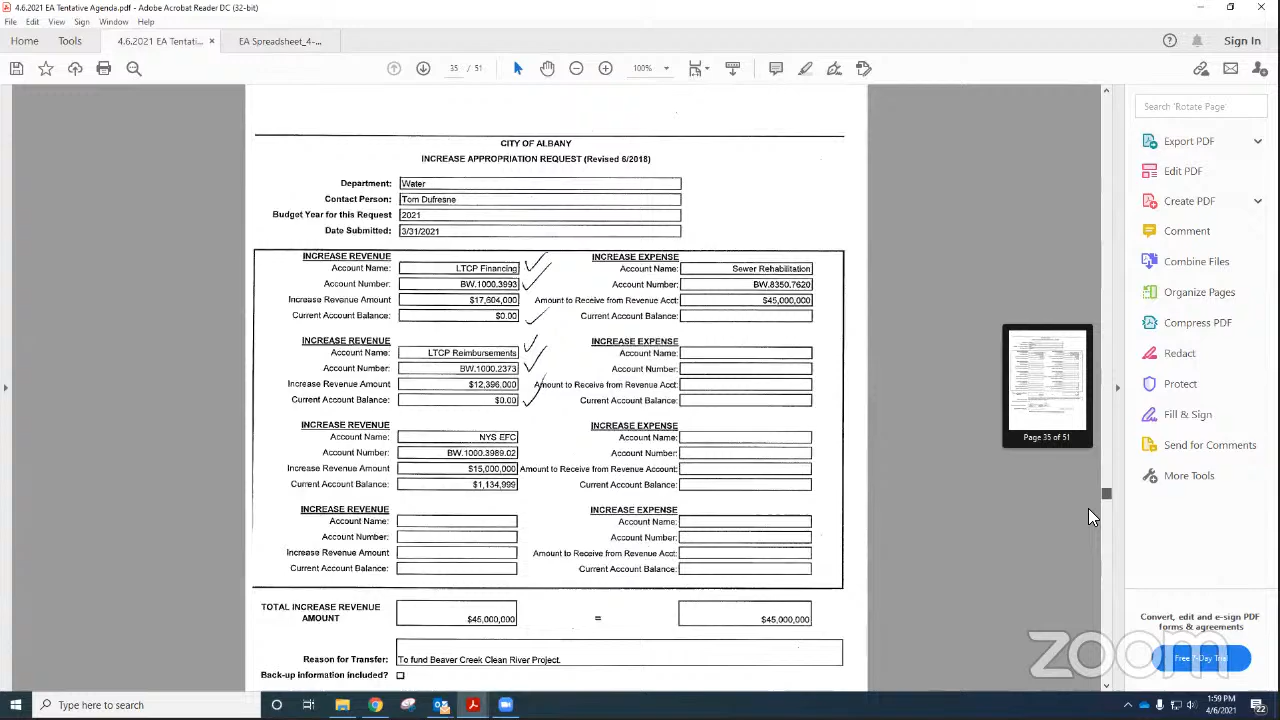 4.6.2021 EA Tentative Agenda.pdf - Adobe Acrobat Reader DC (32-bit)
File Edit View Sign Window Help
Home Tools 4.6.2021 EA Tentati... × EA Spreadsheet_4-... Sign In
35 / 51 100%
Search 'Rotate Page'
Export PDF
Edit PDF
Create PDF
Comment
Combine Files
Organize Pages
Compress PDF
Redact
Protect
Fill & Sign
Send for Comments
More Tools
Convert, edit and e-sign PDF
forms & agreements
Free 7-Day Trial
Page 35 of 51
CITY OF ALBANY
INCREASE APPROPRIATION REQUEST (Revised 6/2018)
Department: Water
Contact Person: Tom Dufresne
Budget Year for this Request 2021
Date Submitted: 3/31/2021
INCREASE REVENUE INCREASE EXPENSE
Account Name: LTCP Financing Account Name: Sewer Rehabilitation
Account Number: BW.1000.3993 Account Number: BW.8350.7620
Increase Revenue Amount $17,604,000 Amount to Receive from Revenue Acct: $45,000,000
Current Account Balance: $0.00 Current Account Balance:
INCREASE REVENUE INCREASE EXPENSE
Account Name: LTCP Reimbursements Account Name:
Account Number: BW.1000.2373 Account Number:
Increase Revenue Amount $12,396,000 Amount to Receive from Revenue Acct:
Current Account Balance: $0.00 Current Account Balance:
INCREASE REVENUE INCREASE EXPENSE
Account Name: NYS EFC Account Name:
Account Number: BW.1000.3989.02 Account Number:
Increase Revenue Amount $15,000,000 Amount to Receive from Revenue Account:
Current Account Balance: $1,134,999 Current Account Balance:
INCREASE REVENUE INCREASE EXPENSE
Account Name: Account Name:
Account Number: Account Number:
Increase Revenue Amount Amount to Receive from Revenue Acct:
Current Account Balance: Current Account Balance:
TOTAL INCREASE REVENUE
AMOUNT $45,000,000 = $45,000,000
Reason for Transfer: To fund Beaver Creek Clean River Project.
Back-up information included?
zoom
Type here to search
1:59 PM
4/6/2021
22